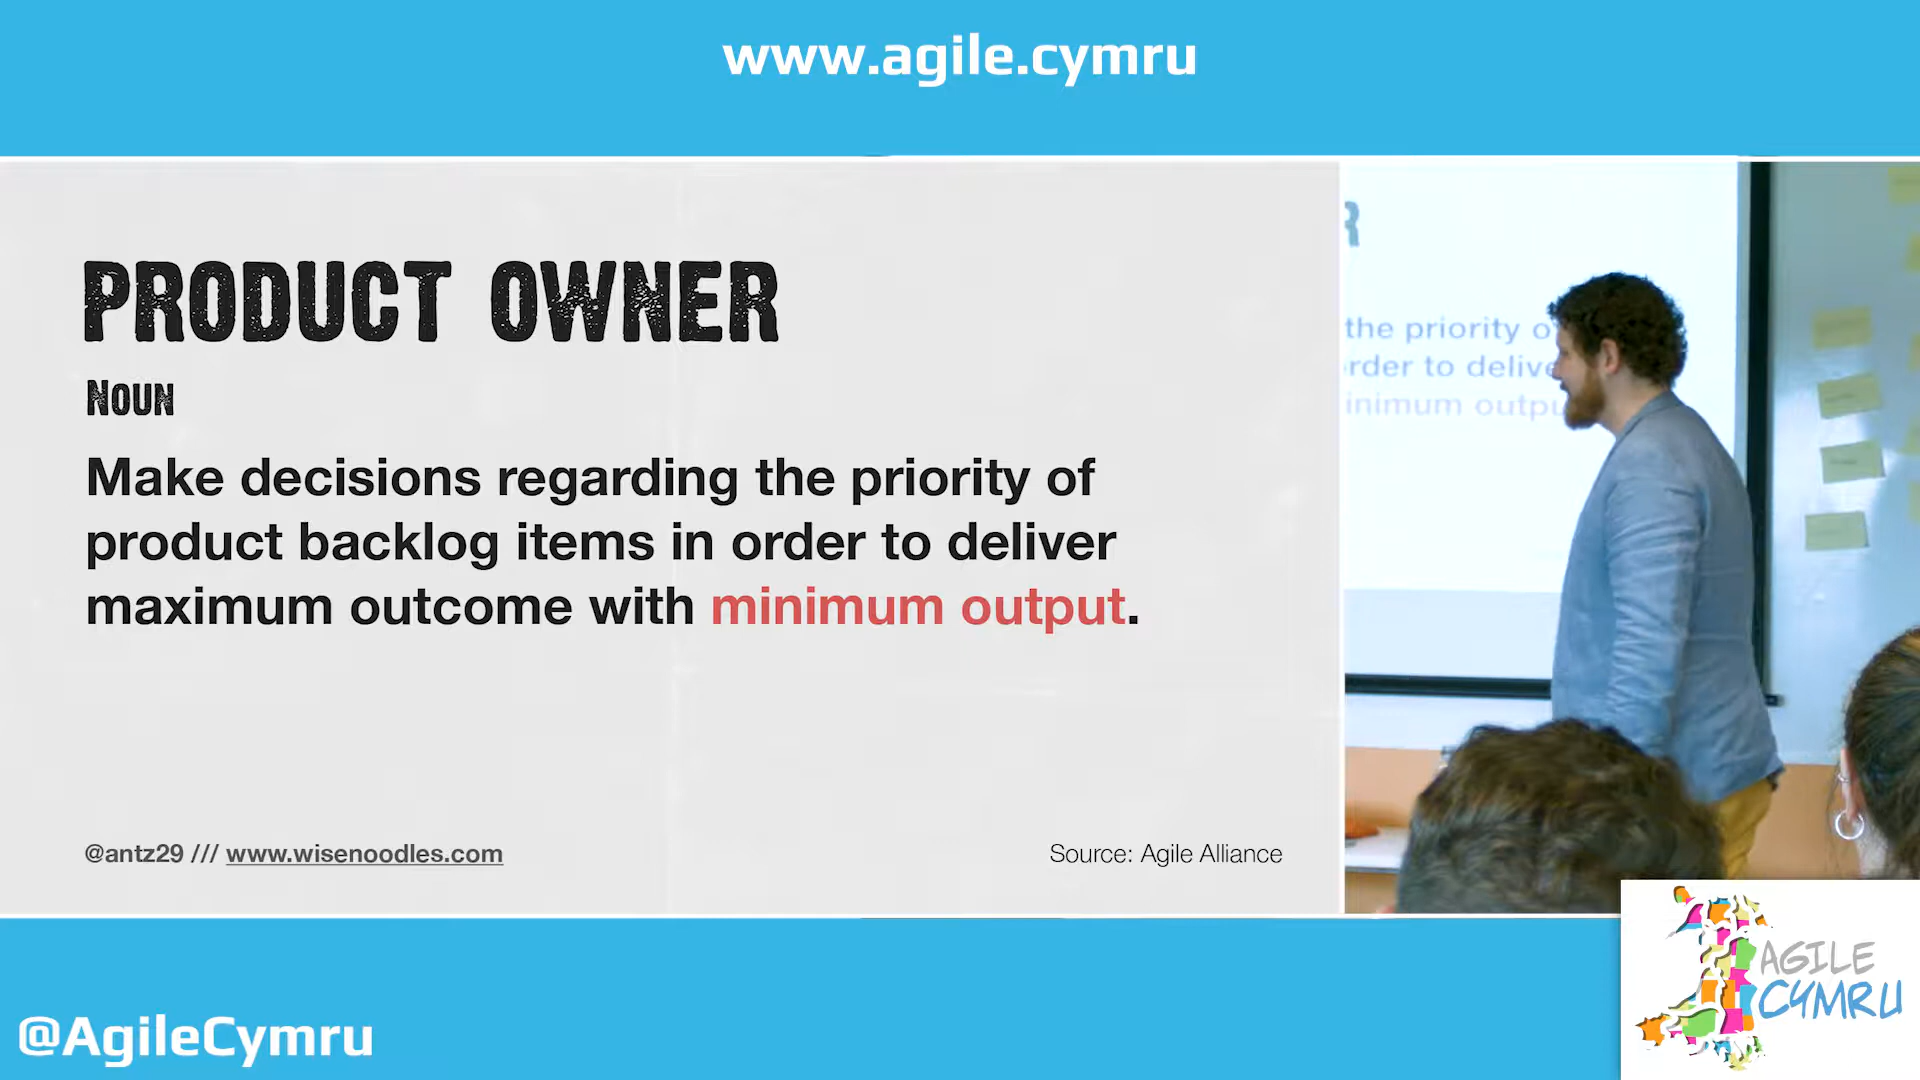 www.agile.cymru
PRODUCT OWNER
NOUN
Make decisions regarding the priority of
product backlog items in order to deliver
maximum outcome with minimum output.
@antz29 /// www.wisenoodles.com
Source: Agile Alliance
R
the priority o
rder to delive
inimum outpu
AGILE
CYMRU
@AgileCymru